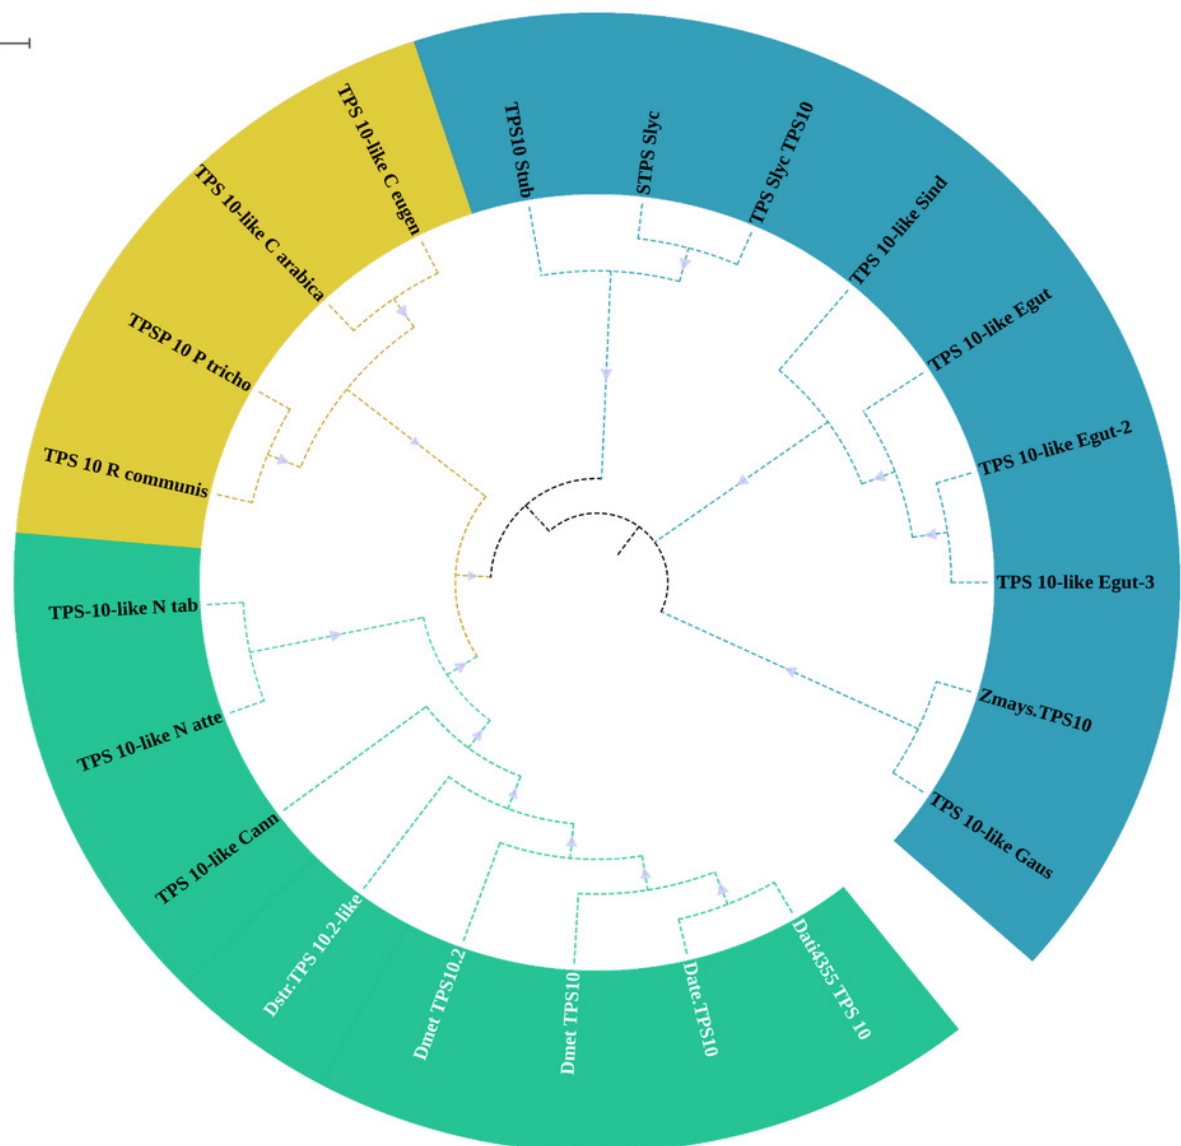 TPS10 Stub
STPS Slyc
TPS Slyc TPS10
TPS 10-like Sind
TPS 10-like Egut
TPS 10-like Egut-2
TPS 10-like Egut-3
Zmays.TPS10
TPS 10-like Gaus
Dati4355 TPS 10
Date.TPS10
Dmet TPS10
Dmet TPS10.2
Dstr.TPS 10.2-like
TPS 10-like Cann
TPS 10-like N atte
TPS-10-like N tab
TPS 10 R communis
TPSP 10 P tricho
TPS 10-like C arabica
TPS 10-like C eugen